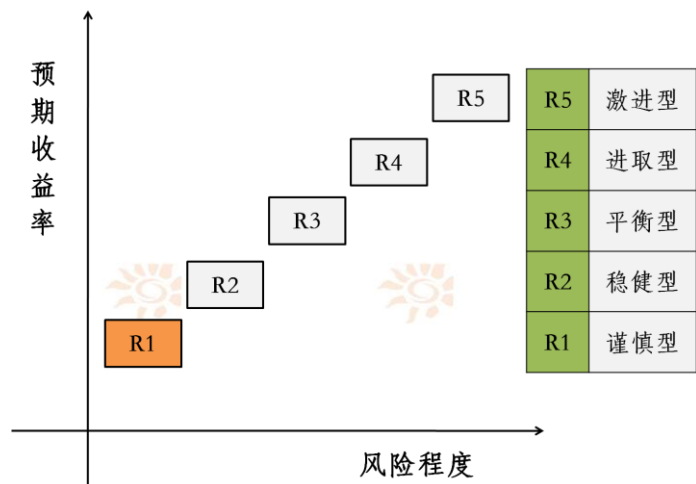 预期收益率
R5
R4
R3
R2
R1
风险程度
R5 激进型
R4 进取型
R3 平衡型
R2 稳健型
R1 谨慎型